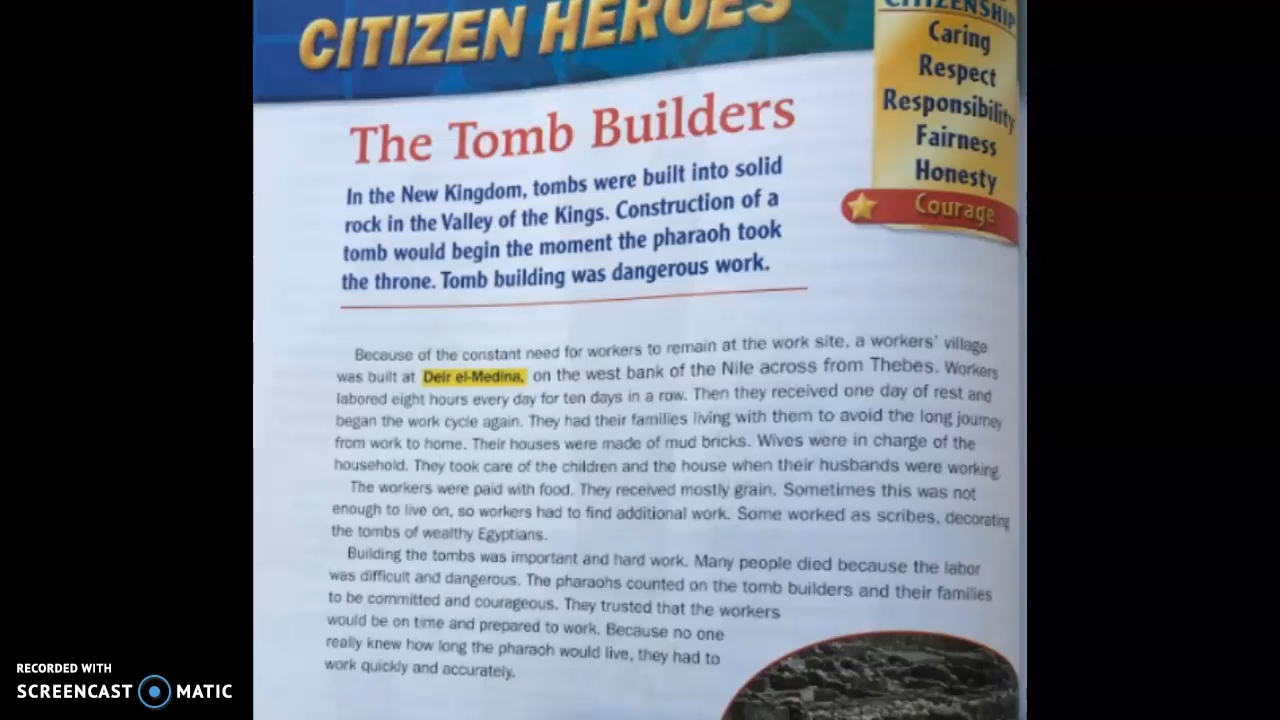 CITIZEN HEROES
CITIZENSHIP
Caring
Respect
Responsibility
Fairness
Honesty
Courage
The Tomb Builders
In the New Kingdom, tombs were built into solid
rock in the Valley of the Kings. Construction of a
tomb would begin the moment the pharaoh took
the throne. Tomb building was dangerous work.
Because of the constant need for workers to remain at the work site, a workers' village
was built at Deir el-Medina, on the west bank of the Nile across from Thebes. Workers
labored eight hours every day for ten days in a row. Then they received one day of rest and
began the work cycle again. They had their families living with them to avoid the long journey
from work to home. Their houses were made of mud bricks. Wives were in charge of the
household. They took care of the children and the house when their husbands were working.
The workers were paid with food. They received mostly grain. Sometimes this was not
enough to live on, so workers had to find additional work. Some worked as scribes, decorating
the tombs of wealthy Egyptians.
Building the tombs was important and hard work. Many people died because the labor
was difficult and dangerous. The pharaohs counted on the tomb builders and their families
to be committed and courageous. They trusted that the workers
would be on time and prepared to work. Because no one
really knew how long the pharaoh would live, they had to
work quickly and accurately.
RECORDED WITH
SCREENCAST MATIC